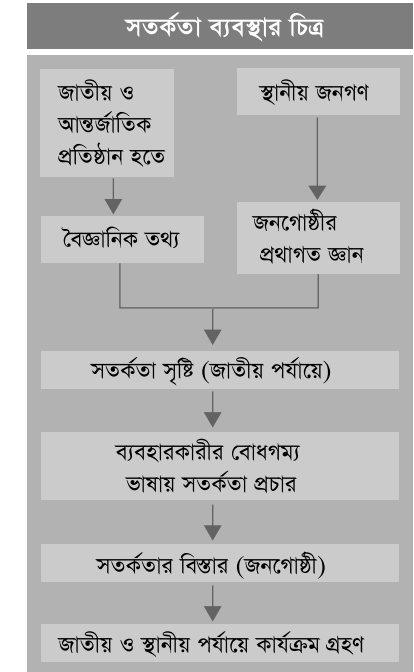 সতর্কতা ব্যবস্থার চিত্র
জাতীয় ও
আন্তর্জাতিক
প্রতিষ্ঠান হতে
স্থানীয় জনগণ
বৈজ্ঞানিক তথ্য
জনগোষ্ঠীর
প্রথাগত জ্ঞান
সতর্কতা সৃষ্টি (জাতীয় পর্যায়ে)
ব্যবহারকারীর বোধগম্য
ভাষায় সতর্কতা প্রচার
সতর্কতার বিস্তার (জনগোষ্ঠী)
জাতীয় ও স্থানীয় পর্যায়ে কার্যক্রম গ্রহণ